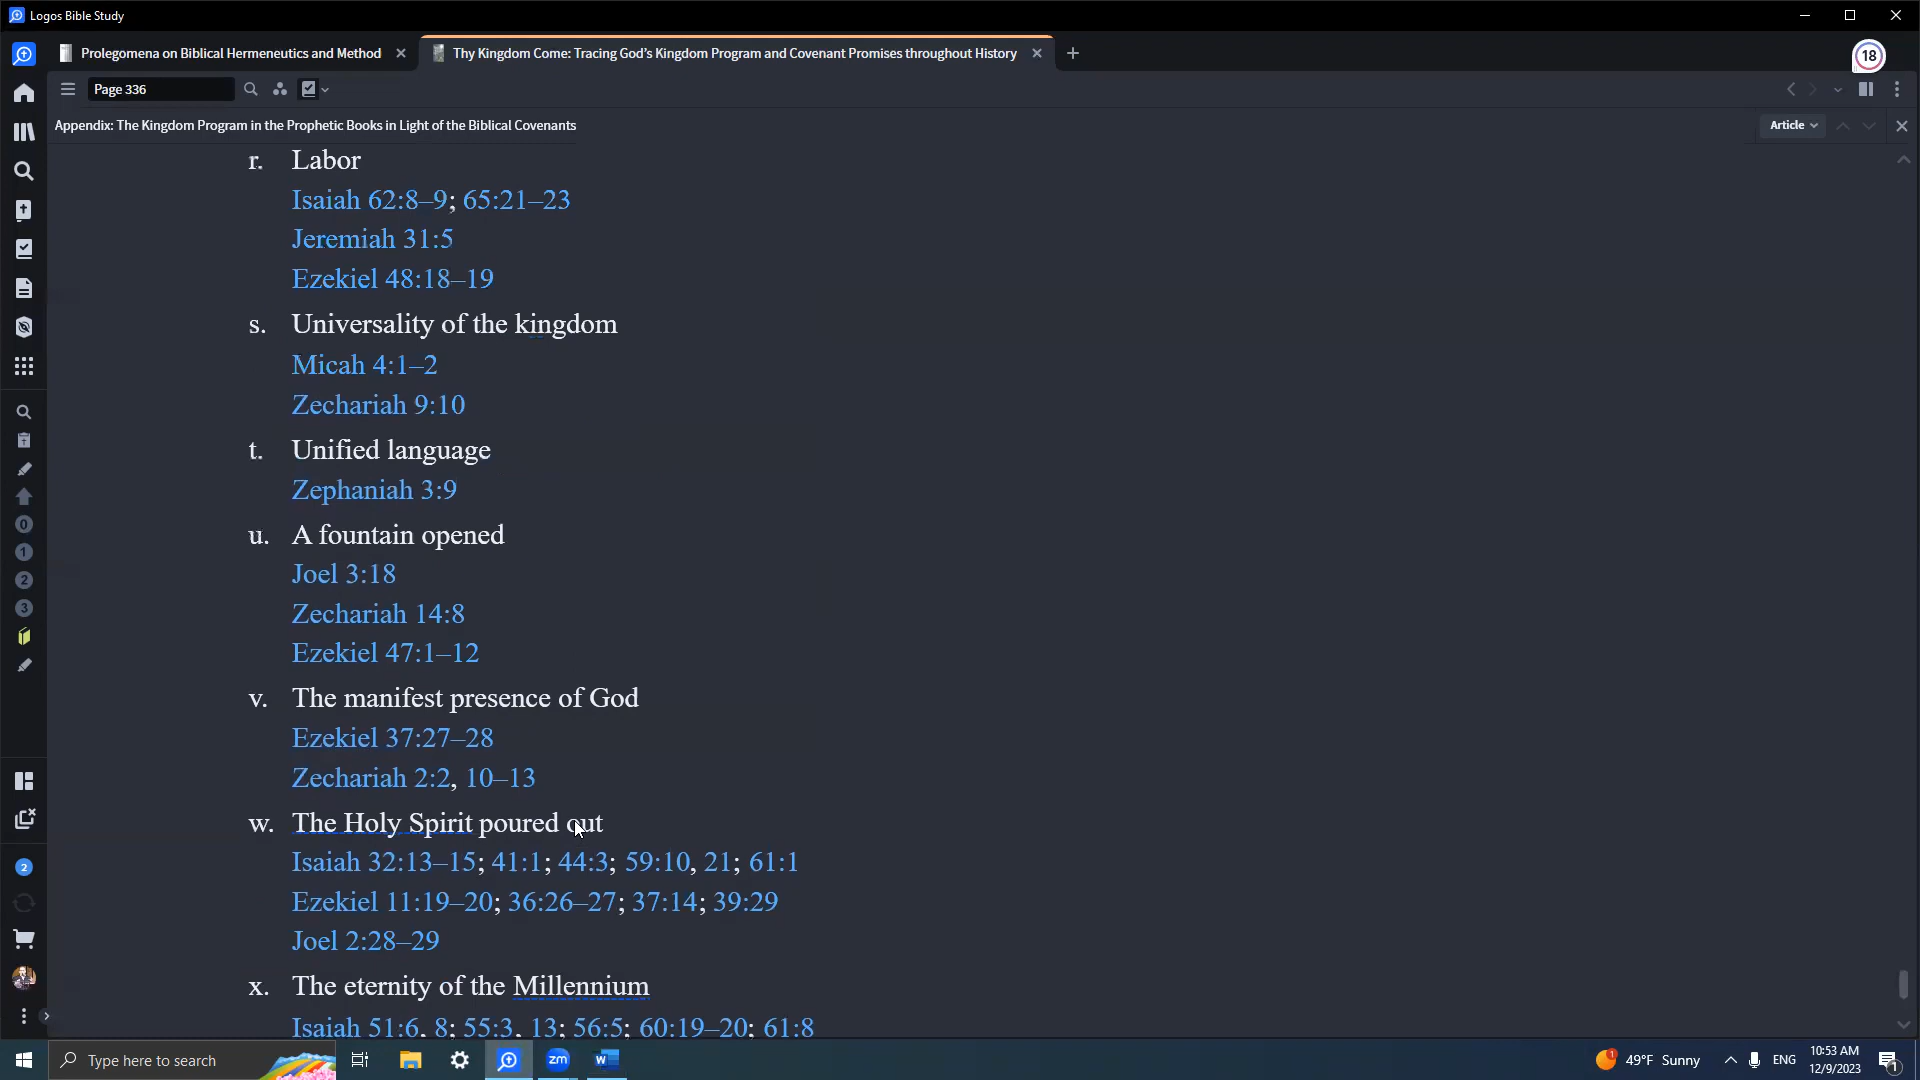 Logos Bible Study
Prolegomena on Biblical Hermeneutics and Method
Thy Kingdom Come: Tracing God’s Kingdom Program and Covenant Promises throughout History
18
Page 336
Appendix: The Kingdom Program in the Prophetic Books in Light of the Biblical Covenants
Article
r. Labor
Isaiah 62:8–9; 65:21–23
Jeremiah 31:5
Ezekiel 48:18–19
s. Universality of the kingdom
Micah 4:1–2
Zechariah 9:10
t. Unified language
Zephaniah 3:9
u. A fountain opened
Joel 3:18
Zechariah 14:8
Ezekiel 47:1–12
v. The manifest presence of God
Ezekiel 37:27–28
Zechariah 2:2, 10–13
w. The Holy Spirit poured out
Isaiah 32:13–15; 41:1; 44:3; 59:10, 21; 61:1
Ezekiel 11:19–20; 36:26–27; 37:14; 39:29
Joel 2:28–29
x. The eternity of the Millennium
Isaiah 51:6, 8; 55:3, 13; 56:5; 60:19–20; 61:8
0
1
2
3
2
Type here to search
zm
W
1
49°F Sunny
ENG
10:53 AM
12/9/2023
1